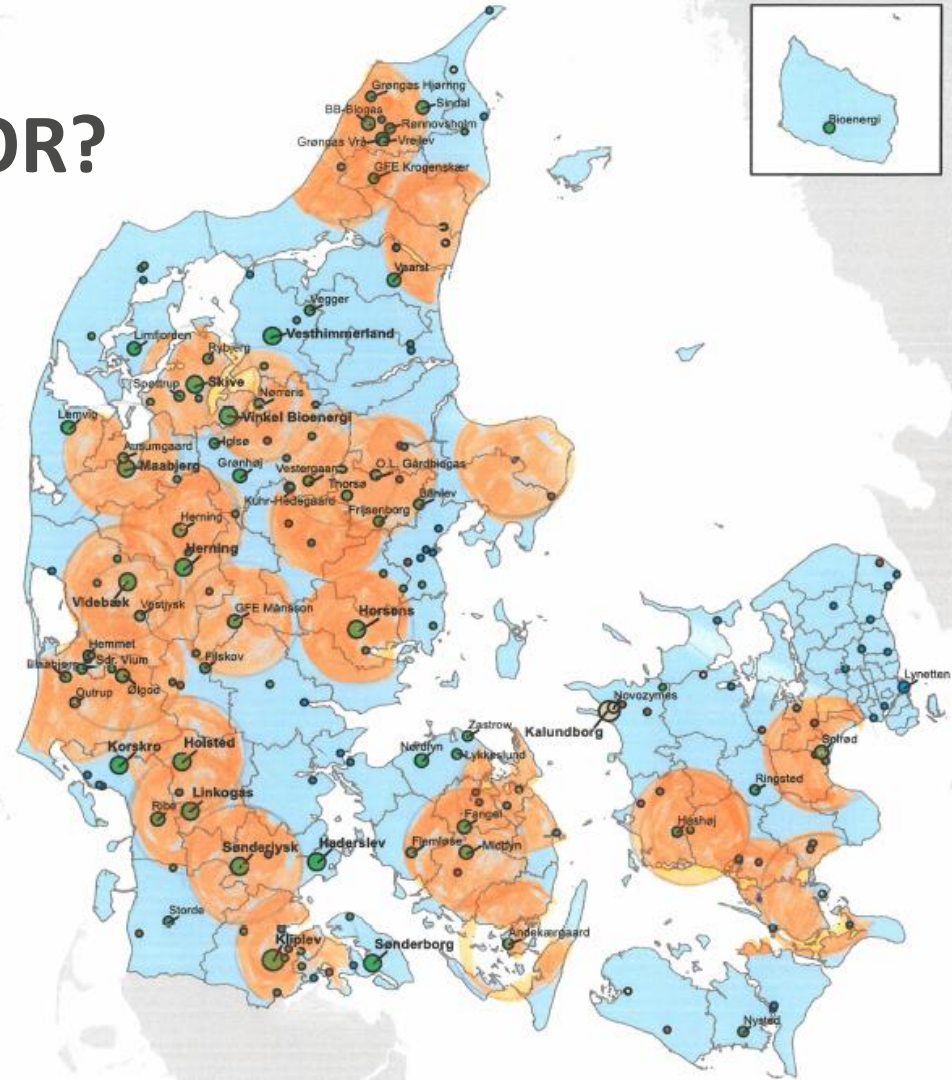 OR?
Bioenergi
Grøngas Hjørring
Sindal
BB-Biogas
Rønnovsholm
Grøngas Vrå
Vrejlev
GFE Krogenskær
Vaarst
Vegger
Vesthimmerland
Limfjorden
Rybjerg
Spøttrup
Skive
Nørreris
Vinkel Bioenergi
Lemvig
Iglsø
Ausumgaard
Maabjerg
Grønhøj
Vestergaard
O.L. Gårdbiogas
Thorsø
Kuhr-Hedegaard
Bånlev
Frijsenborg
Herning
Herning
Videbæk
Vestjysk
GFE Månsson
Horsens
Hemmet
Sdr. Vium
Filskov
Ølgod
Outrup
Lynetten
Novozymes
Kalundborg
Zastrow
Nordfyn
Lykkeslund
Korskro
Holsted
Solrød
Ringsted
Linkogas
Ribe
Fangel
Hashøj
Flemløse
Midtfyn
Sønderjysk
Haderslev
Storde
Andekærgaard
Kliplev
Sønderborg
Nysted